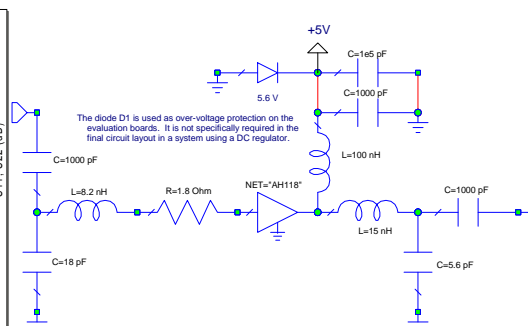 +5V
C=1e5 pF
5.6 V
C=1000 pF
The diode D1 is used as over-voltage protection on the
evaluation boards. It is not specifically required in the
final circuit layout in a system using a DC regulator.
L=100 nH
C=1000 pF
L=8.2 nH
R=1.8 Ohm
NET="AH118"
C=1000 pF
L=15 nH
C=18 pF
C=5.6 pF